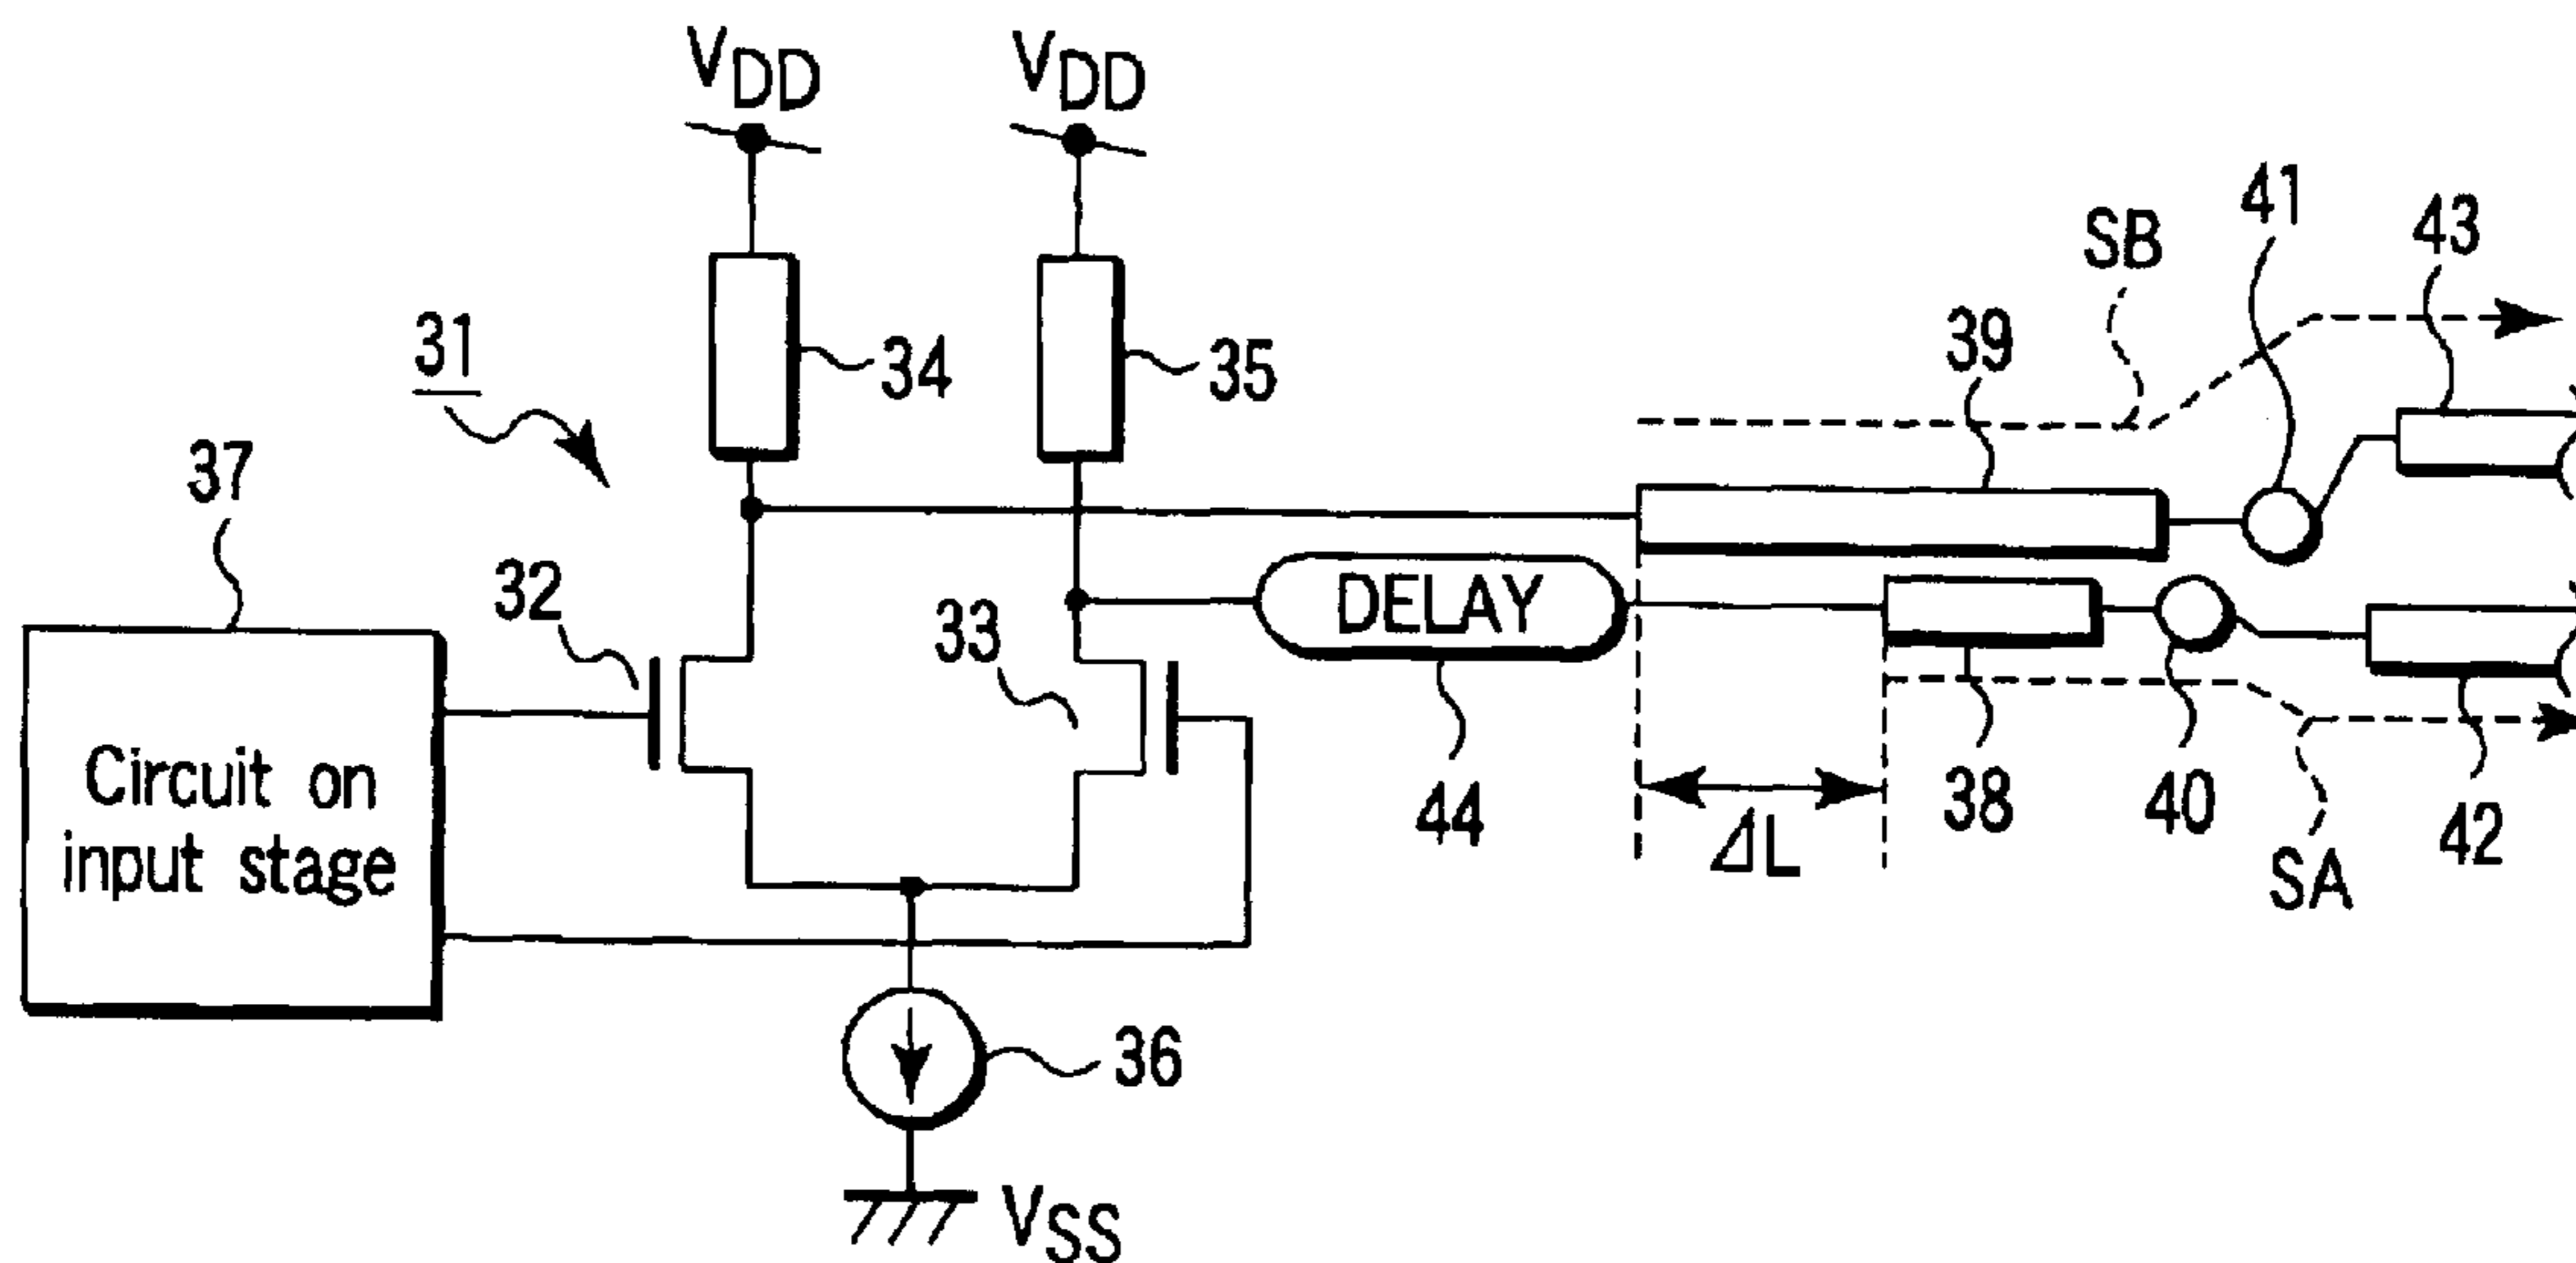 VDD
VDD
41
SB
43
39
31
34
35
37
32
33
DELAY
Circuit on
input stage
44
ΔL
38
40
42
SA
36
VSS